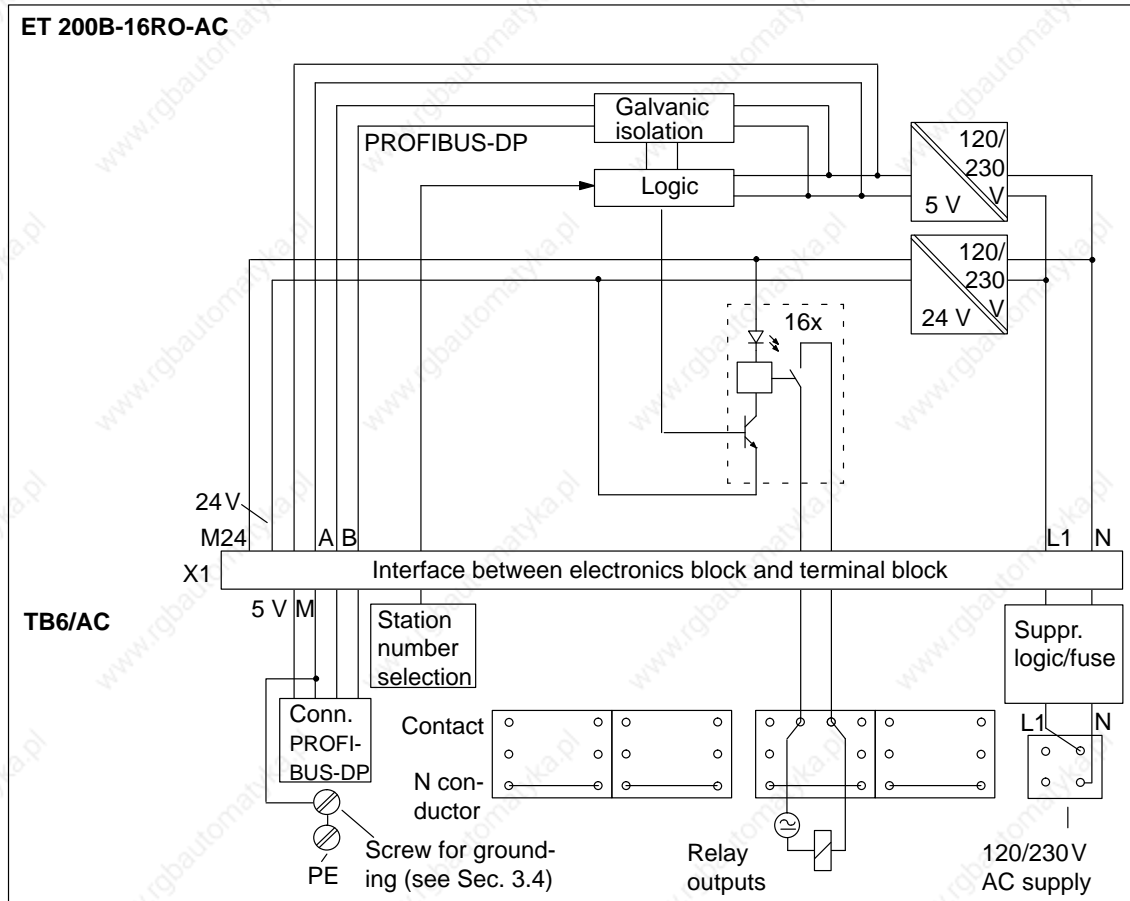 ET 200B-16RO-AC
Galvanic
isolation
PROFIBUS-DP
Logic
120/
230
V
5 V
120/
230
V
24 V
16x
24 V
M24
A B
L1 N
X1
Interface between electronics block and terminal block
5 V M
TB6/AC
Station
number
selection
Suppr.
logic/fuse
Conn.
PROFI-
BUS-DP
Contact
N con-
ductor
L1 N
PE
Screw for ground-
ing (see Sec. 3.4)
Relay
outputs
120/230 V
AC supply
www.rgbautomatyka.pl